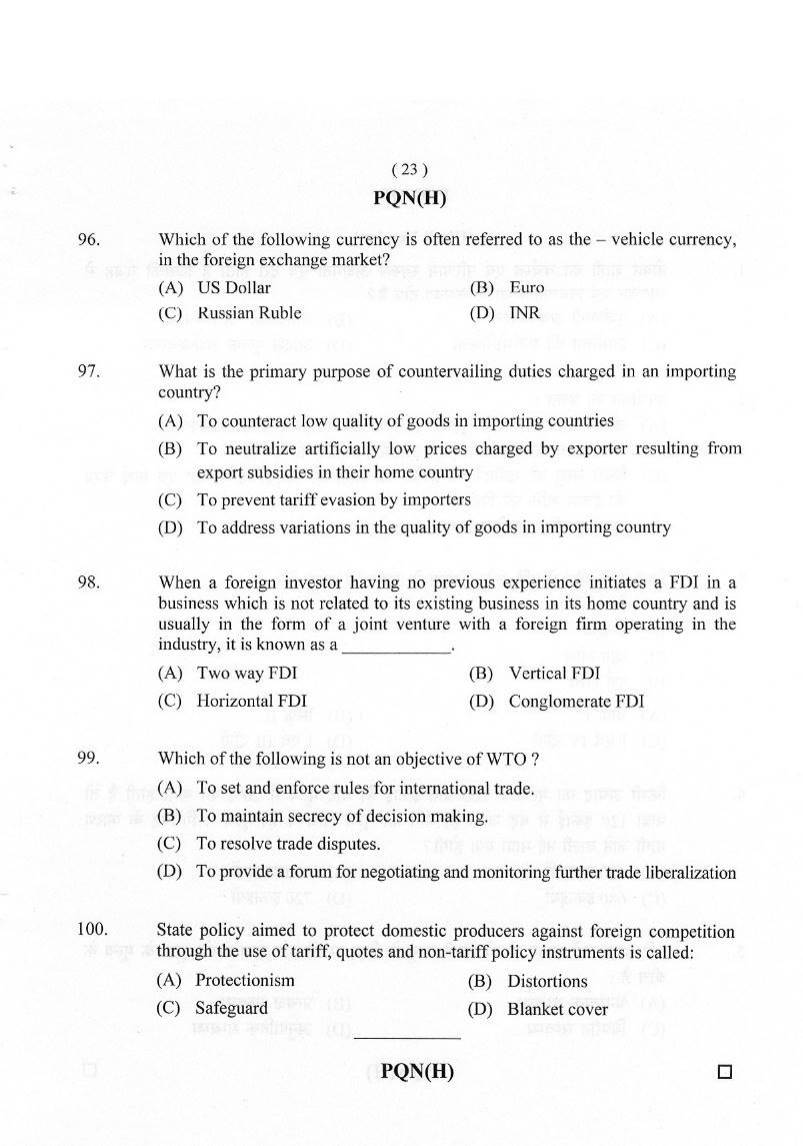 ( 23 )
PQN(H)
96. Which of the following currency is often referred to as the – vehicle currency,
in the foreign exchange market?
(A) US Dollar (B) Euro
(C) Russian Ruble (D) INR
97. What is the primary purpose of countervailing duties charged in an importing
country?
(A) To counteract low quality of goods in importing countries
(B) To neutralize artificially low prices charged by exporter resulting from
export subsidies in their home country
(C) To prevent tariff evasion by importers
(D) To address variations in the quality of goods in importing country
98. When a foreign investor having no previous experience initiates a FDI in a
business which is not related to its existing business in its home country and is
usually in the form of a joint venture with a foreign firm operating in the
industry, it is known as a ____________.
(A) Two way FDI (B) Vertical FDI
(C) Horizontal FDI (D) Conglomerate FDI
99. Which of the following is not an objective of WTO ?
(A) To set and enforce rules for international trade.
(B) To maintain secrecy of decision making.
(C) To resolve trade disputes.
(D) To provide a forum for negotiating and monitoring further trade liberalization
100. State policy aimed to protect domestic producers against foreign competition
through the use of tariff, quotes and non-tariff policy instruments is called:
(A) Protectionism (B) Distortions
(C) Safeguard (D) Blanket cover
PQN(H)